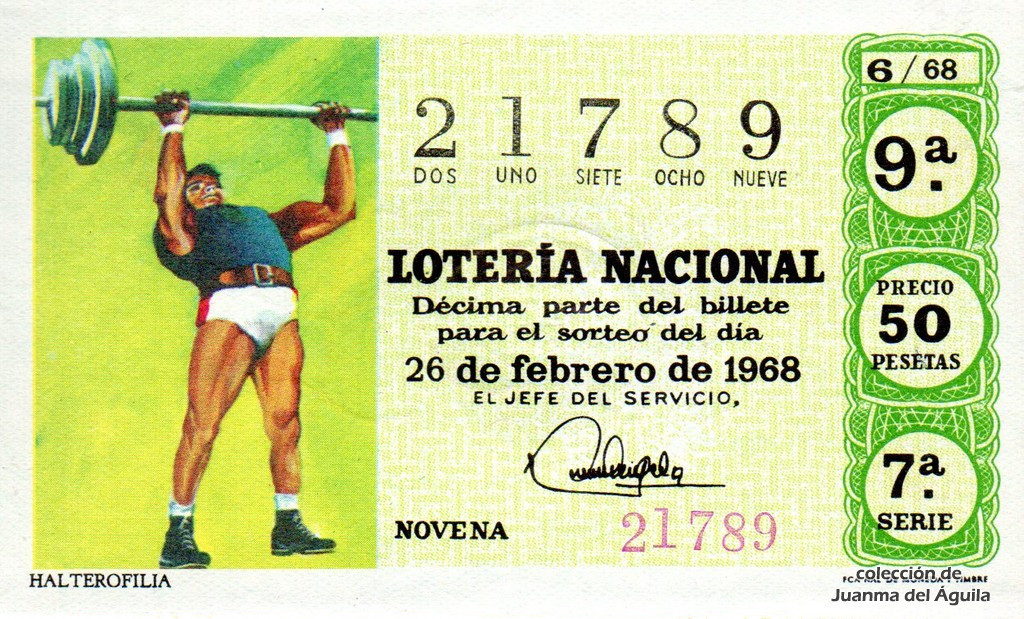 6 / 68
21789
DOS UNO SIETE OCHO NUEVE
9.ª
LOTERÍA NACIONAL
Décima parte del billete
para el sorteo del día
26 de febrero de 1968
EL JEFE DEL SERVICIO,
PRECIO
50
PESETAS
7.ª
SERIE
NOVENA
21789
HALTEROFILIA
colección de
Juanma del Águila